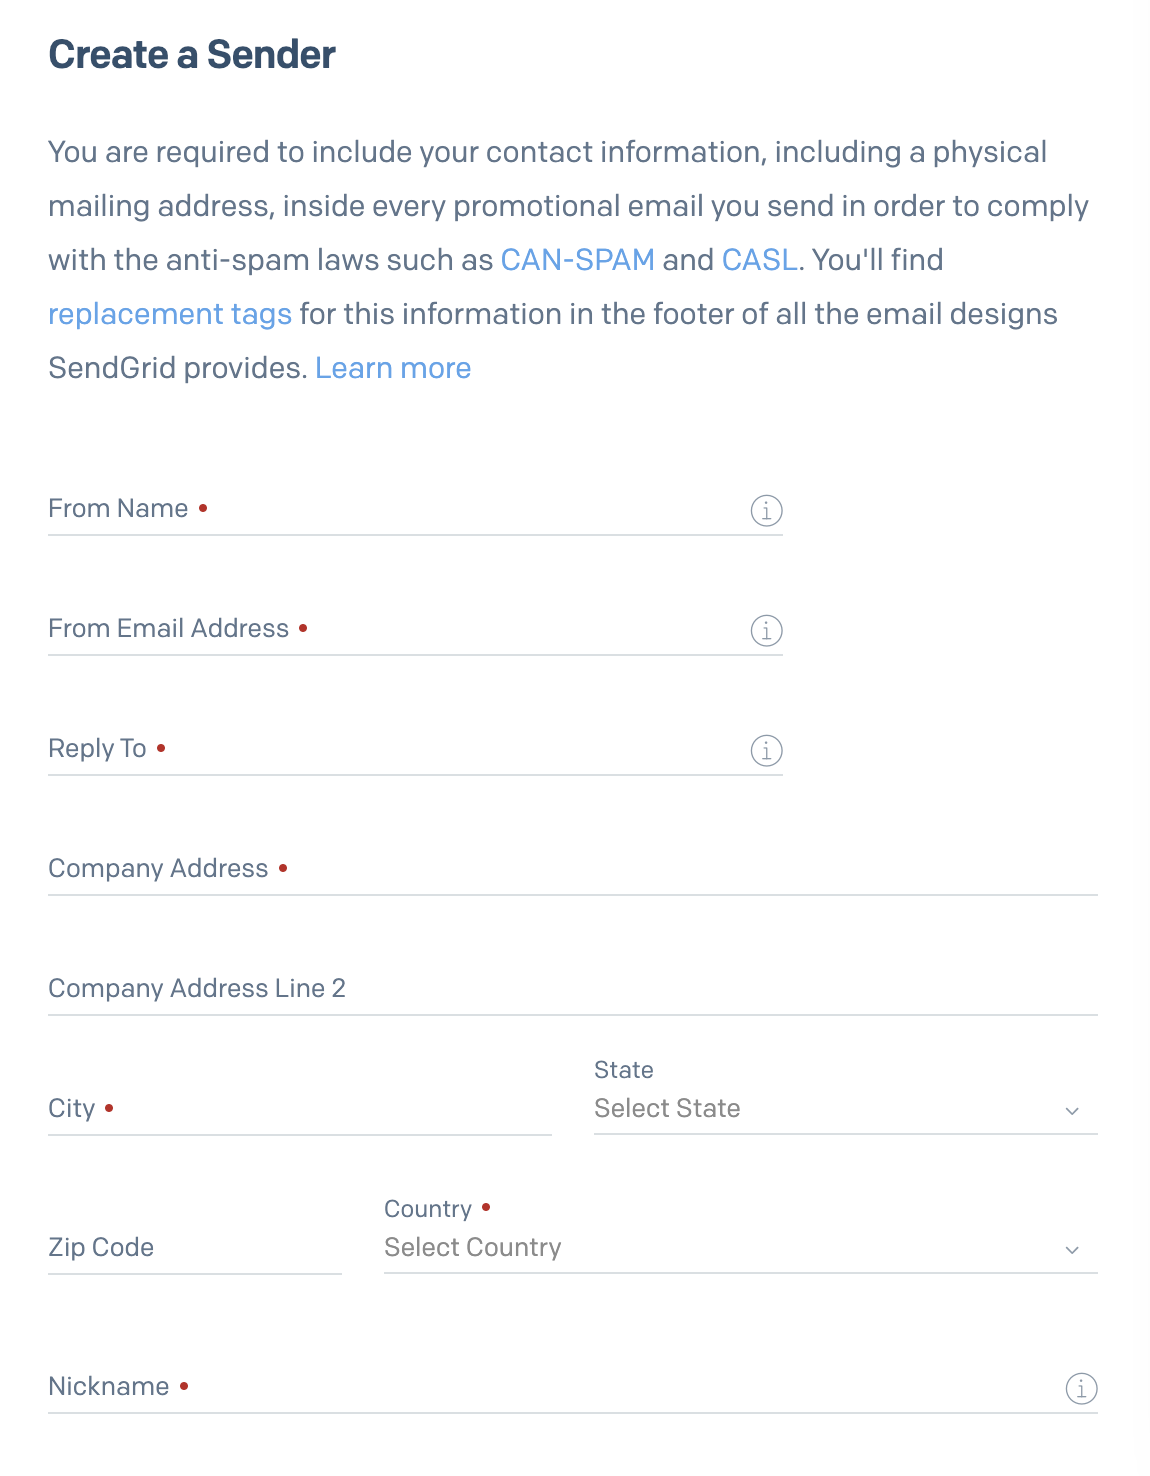 Create a Sender
You are required to include your contact information, including a physical
mailing address, inside every promotional email you send in order to comply
with the anti-spam laws such as CAN-SPAM and CASL. You'll find
replacement tags for this information in the footer of all the email designs
SendGrid provides. Learn more
From Name •
From Email Address •
Reply To •
Company Address •
Company Address Line 2
State
City •
Select State
Country •
Zip Code
Select Country
Nickname •